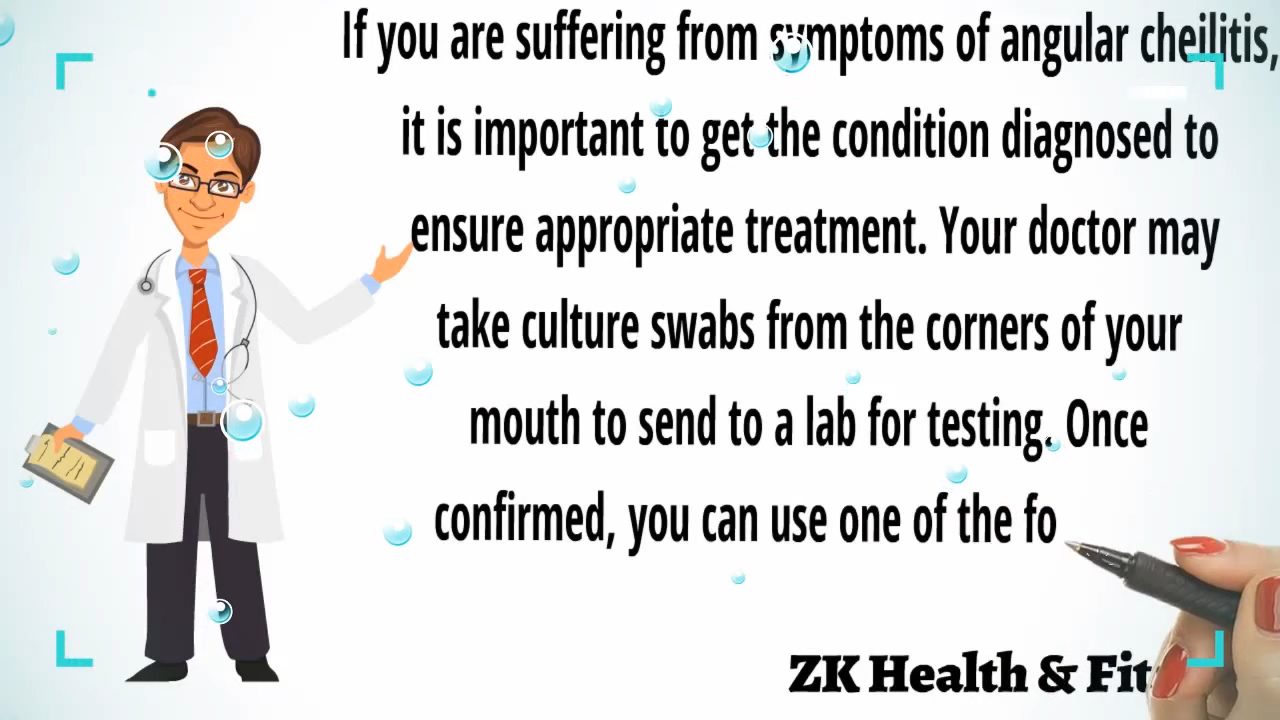 If you are suffering from symptoms of angular cheilitis,
it is important to get the condition diagnosed to
ensure appropriate treatment. Your doctor may
take culture swabs from the corners of your
mouth to send to a lab for testing. Once
confirmed, you can use one of the fo
ZK Health & Fit